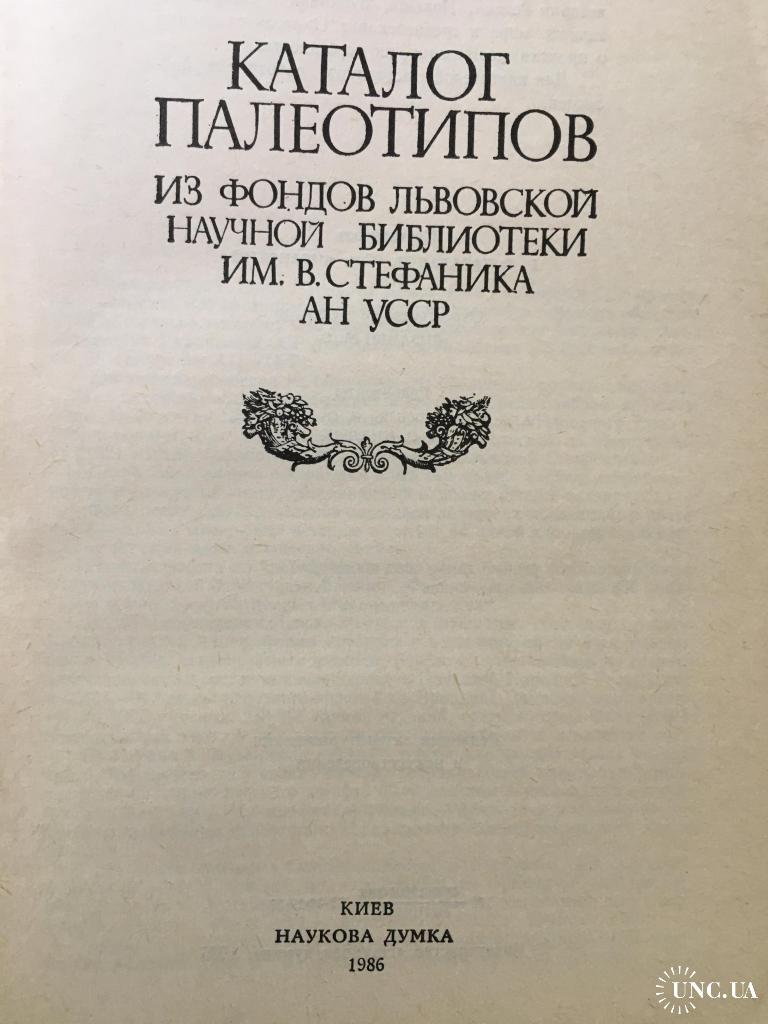 КАТАЛОГ
ПАЛЕОТИПОВ
ИЗ ФОНДОВ ЛЬВОВСКОЙ
НАУЧНОЙ БИБЛИОТЕКИ
ИМ. В. СТЕФАНИКА
АН УССР
КИЕВ
НАУКОВА ДУМКА
1986
UNC.UA